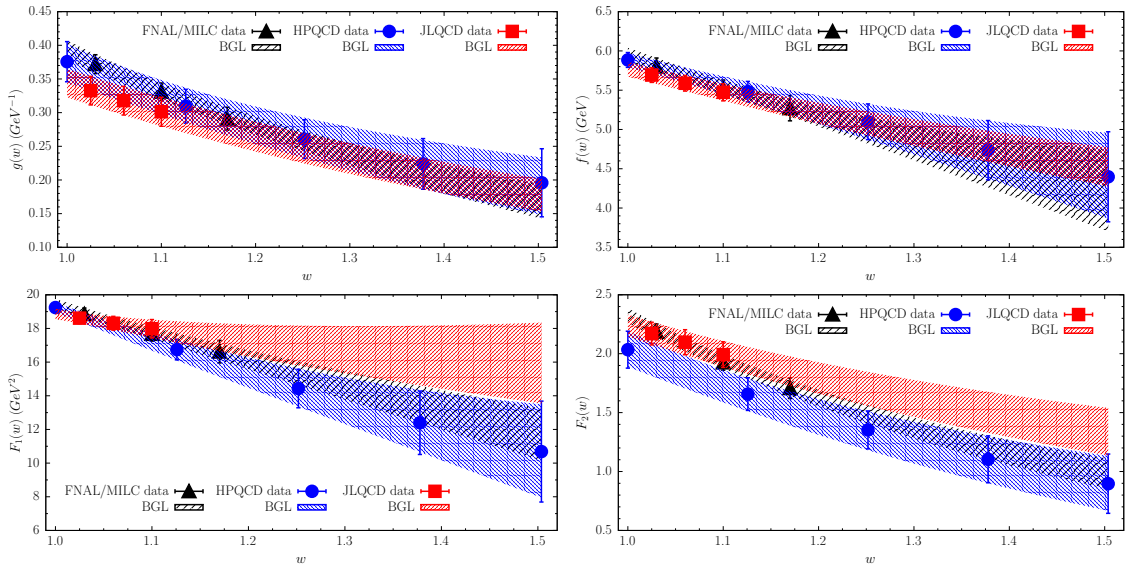 FNAL/MILC data HPQCD data JLQCD data
BGL BGL BGL
g(w) (GeV⁻¹)
0.45
0.40
0.35
0.30
0.25
0.20
0.15
0.10
1.0 1.1 1.2 1.3 1.4 1.5
w
FNAL/MILC data HPQCD data JLQCD data
BGL BGL BGL
f(w) (GeV)
6.5
6.0
5.5
5.0
4.5
4.0
3.5
1.0 1.1 1.2 1.3 1.4 1.5
w
F₁(w) (GeV²)
20
18
16
14
12
10
8
6
FNAL/MILC data HPQCD data JLQCD data
BGL BGL BGL
1.0 1.1 1.2 1.3 1.4 1.5
w
FNAL/MILC data HPQCD data JLQCD data
BGL BGL BGL
F₂(w)
2.5
2.0
1.5
1.0
0.5
1.0 1.1 1.2 1.3 1.4 1.5
w